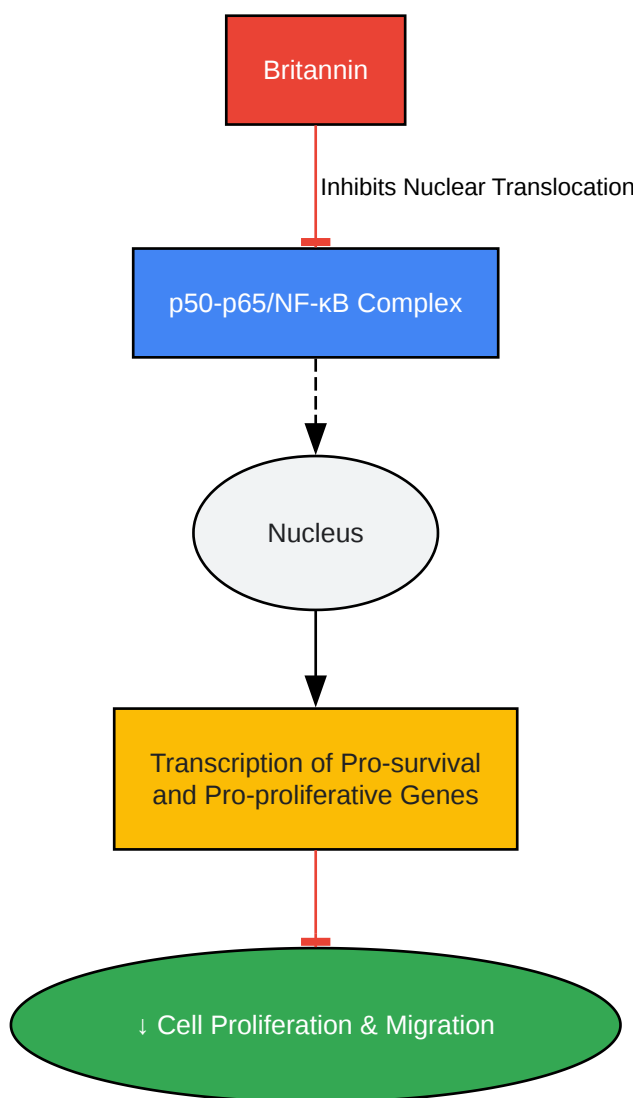 Britannin
Inhibits Nuclear Translocation
p50-p65/NF-κB Complex
Nucleus
Transcription of Pro-survival
and Pro-proliferative Genes
↓ Cell Proliferation & Migration